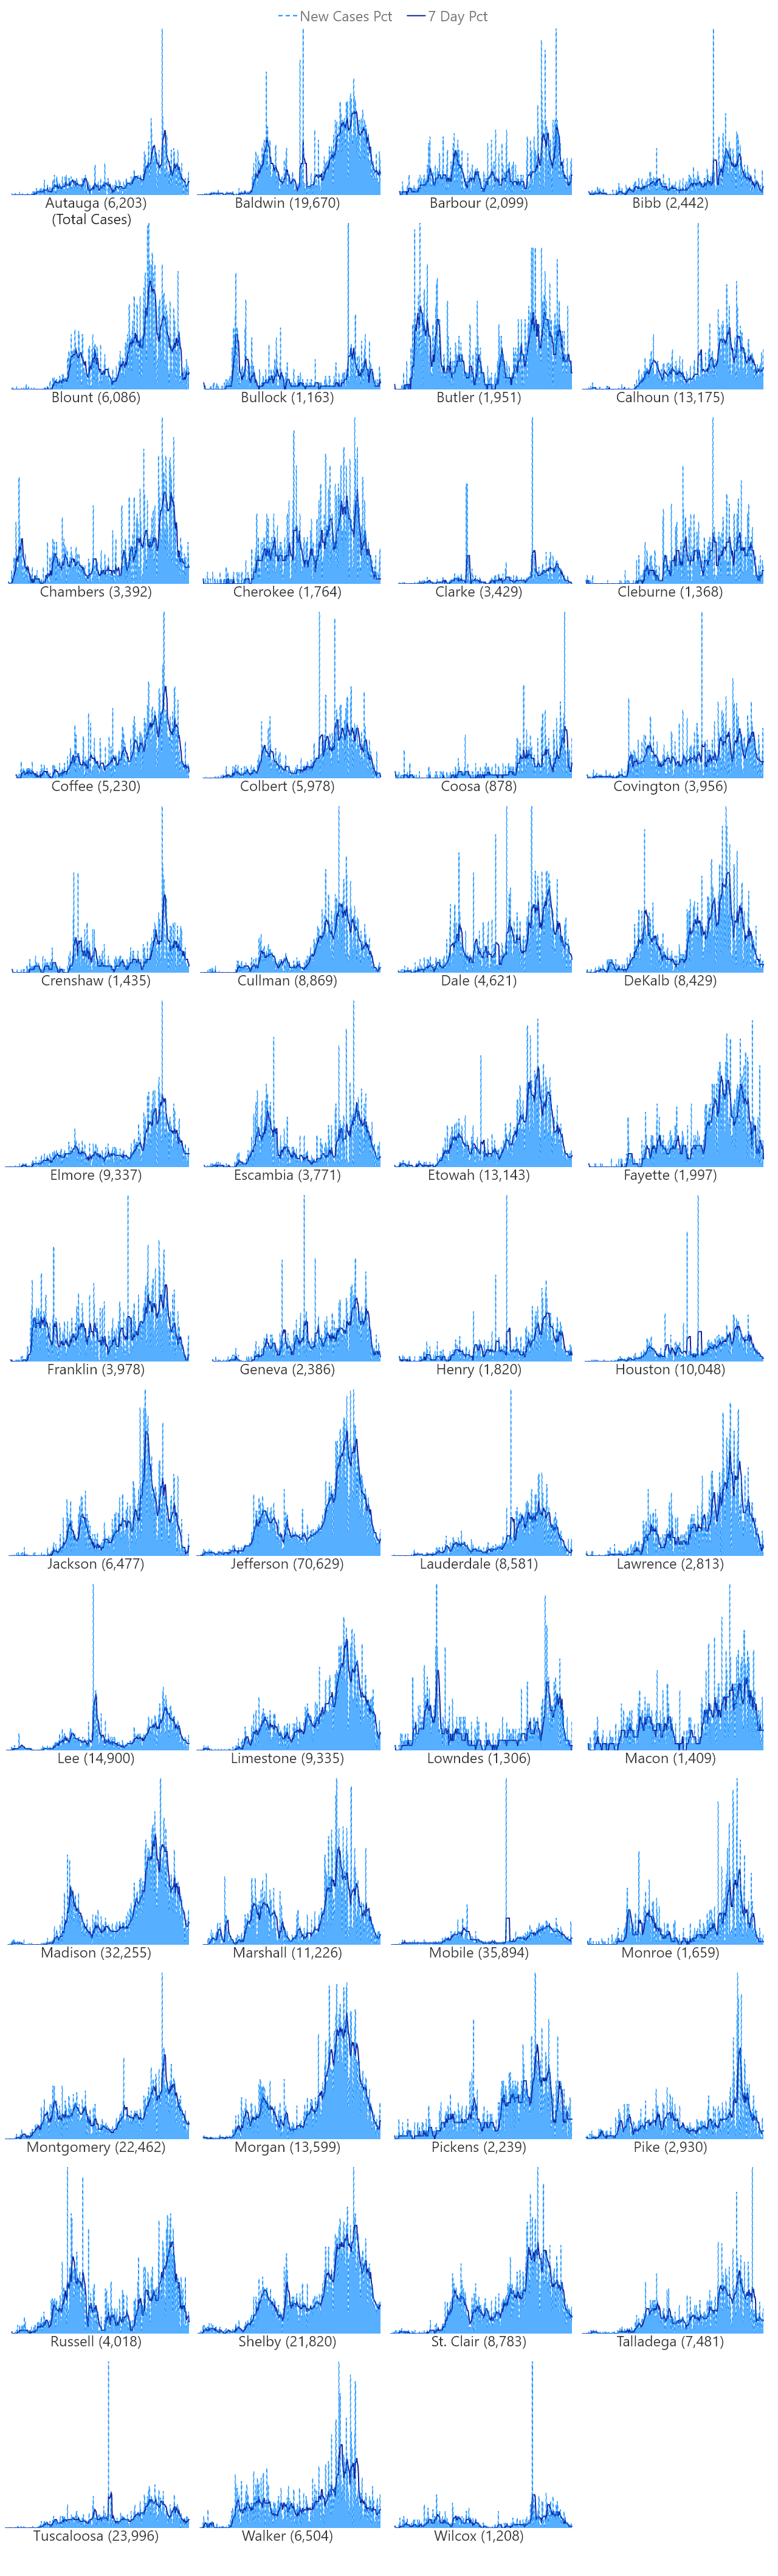 New Cases Pct 7 Day Pct
Autauga (6,203) Baldwin (19,670) Barbour (2,099) Bibb (2,442)
(Total Cases)
Blount (6,086) Bullock (1,163) Butler (1,951) Calhoun (13,175)
Chambers (3,392) Cherokee (1,764) Clarke (3,429) Cleburne (1,368)
Coffee (5,230) Colbert (5,978) Coosa (878) Covington (3,956)
Crenshaw (1,435) Cullman (8,869) Dale (4,621) DeKalb (8,429)
Elmore (9,337) Escambia (3,771) Etowah (13,143) Fayette (1,997)
Franklin (3,978) Geneva (2,386) Henry (1,820) Houston (10,048)
Jackson (6,477) Jefferson (70,629) Lauderdale (8,581) Lawrence (2,813)
Lee (14,900) Limestone (9,335) Lowndes (1,306) Macon (1,409)
Madison (32,255) Marshall (11,226) Mobile (35,894) Monroe (1,659)
Montgomery (22,462) Morgan (13,599) Pickens (2,239) Pike (2,930)
Russell (4,018) Shelby (21,820) St. Clair (8,783) Talladega (7,481)
Tuscaloosa (23,996) Walker (6,504) Wilcox (1,208)